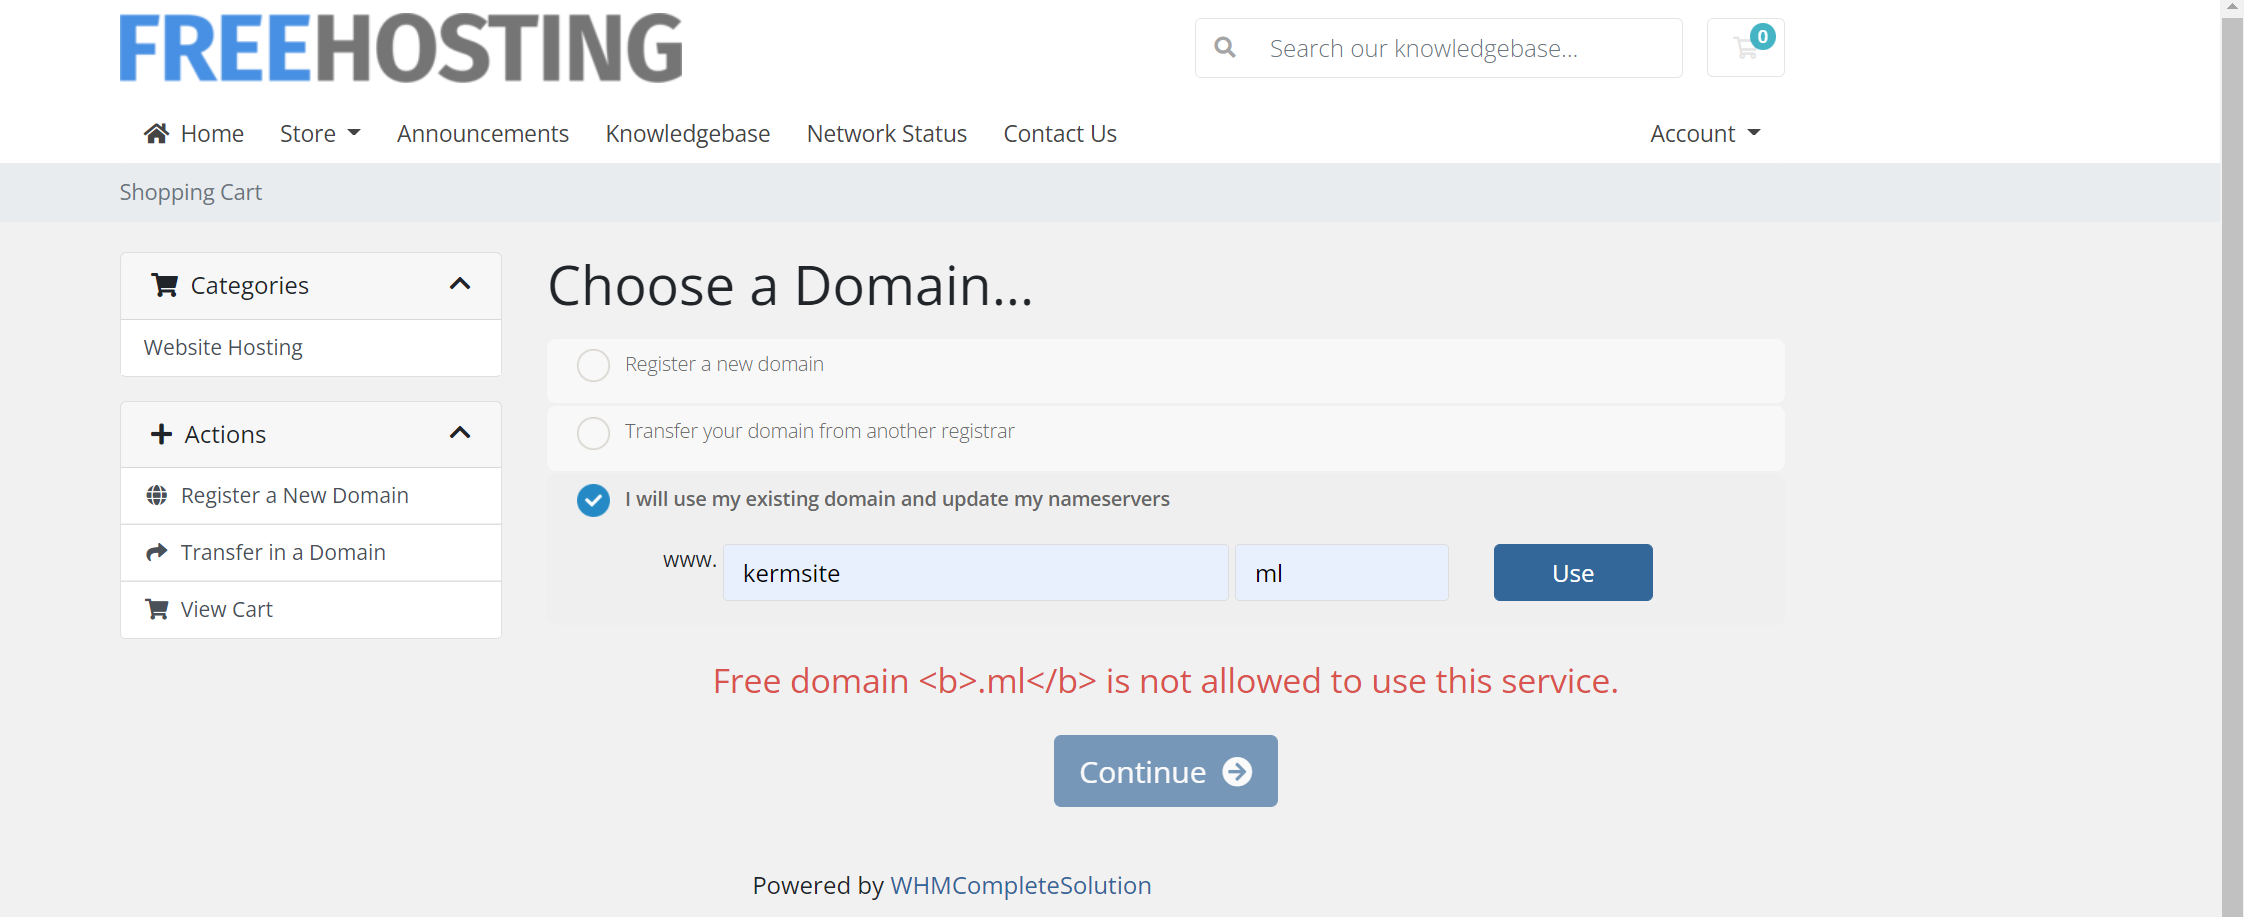 FREEHOSTING
Search our knowledgebase...
0
Home Store Announcements Knowledgebase Network Status Contact Us Account
Shopping Cart
Categories
Website Hosting
Actions
Register a New Domain
Transfer in a Domain
View Cart
Choose a Domain...
Register a new domain
Transfer your domain from another registrar
I will use my existing domain and update my nameservers
www. kermsite ml Use
Free domain <b>.ml</b> is not allowed to use this service.
Continue
Powered by WHMCompleteSolution